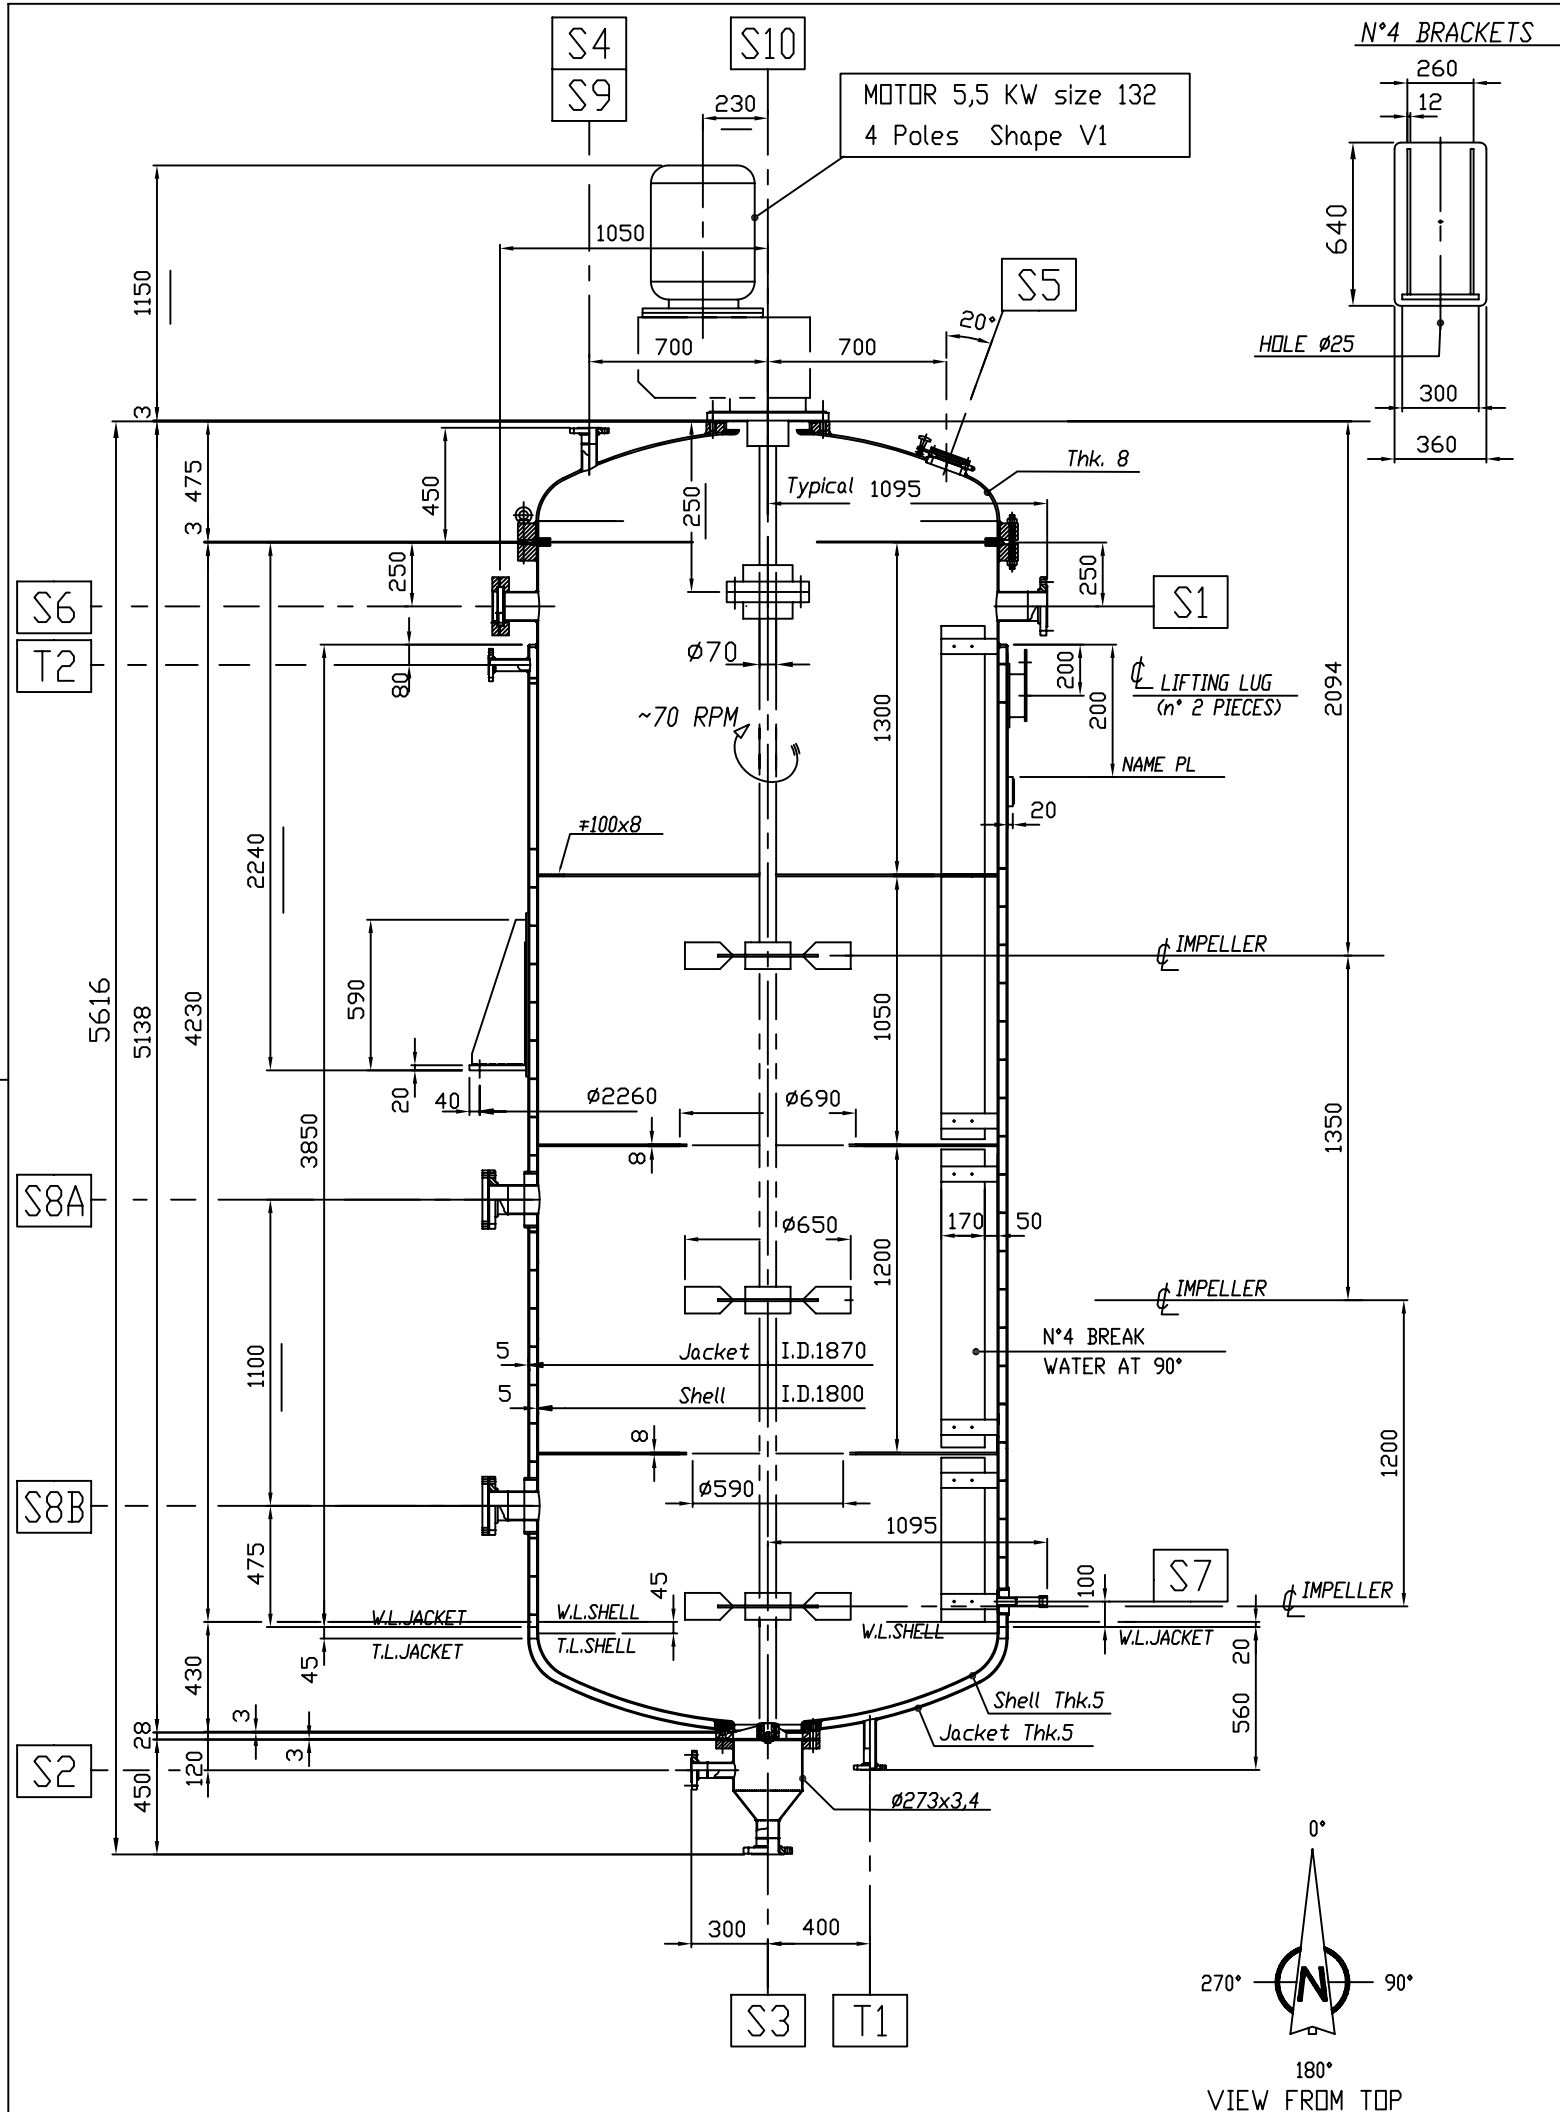 S4
S9
S10
N°4 BRACKETS
260
12
640
HOLE ø25
300
360
230
MOTOR 5,5 KW size 132
4 Poles Shape V1
1050
1150
S5
20°
700
700
3
475
450
250
Typical 1095
Thk. 8
3
250
250
S6
S1
T2
80
ø70
200
200
℄ LIFTING LUG
(n° 2 PIECES)
2094
~70 RPM
1300
NAME PL
20
2240
≠100x8
℄ IMPELLER
590
5616
5138
4230
1050
20
40
ø2260
ø690
3850
8
1350
S8A
170
50
ø650
1200
℄ IMPELLER
N°4 BREAK
WATER AT 90°
5
Jacket I.D.1870
1100
5
Shell I.D.1800
8
1200
S8B
ø590
1095
475
45
100
S7
℄ IMPELLER
W.L.JACKET
W.L.SHELL
W.L.SHELL
W.L.JACKET
T.L.JACKET
T.L.SHELL
45
20
430
560
Shell Thk.5
Jacket Thk.5
3
28
3
S2
120
450
ø273x3,4
300
400
S3
T1
0°
270°
N
90°
180°
VIEW FROM TOP